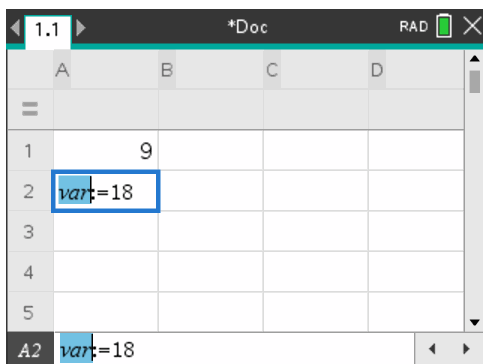 1.1 *Doc RAD
A B C D
=
1 9
2 var:=18
3
4
5
A2 var:=18